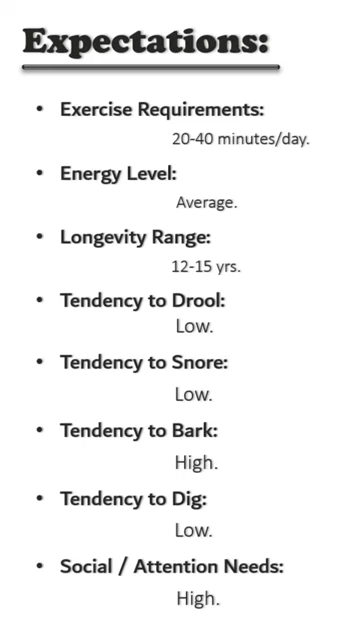 Expectations:
• Exercise Requirements:
20-40 minutes/day.
• Energy Level:
Average.
• Longevity Range:
12-15 yrs.
• Tendency to Drool:
Low.
• Tendency to Snore:
Low.
• Tendency to Bark:
High.
• Tendency to Dig:
Low.
• Social / Attention Needs:
High.